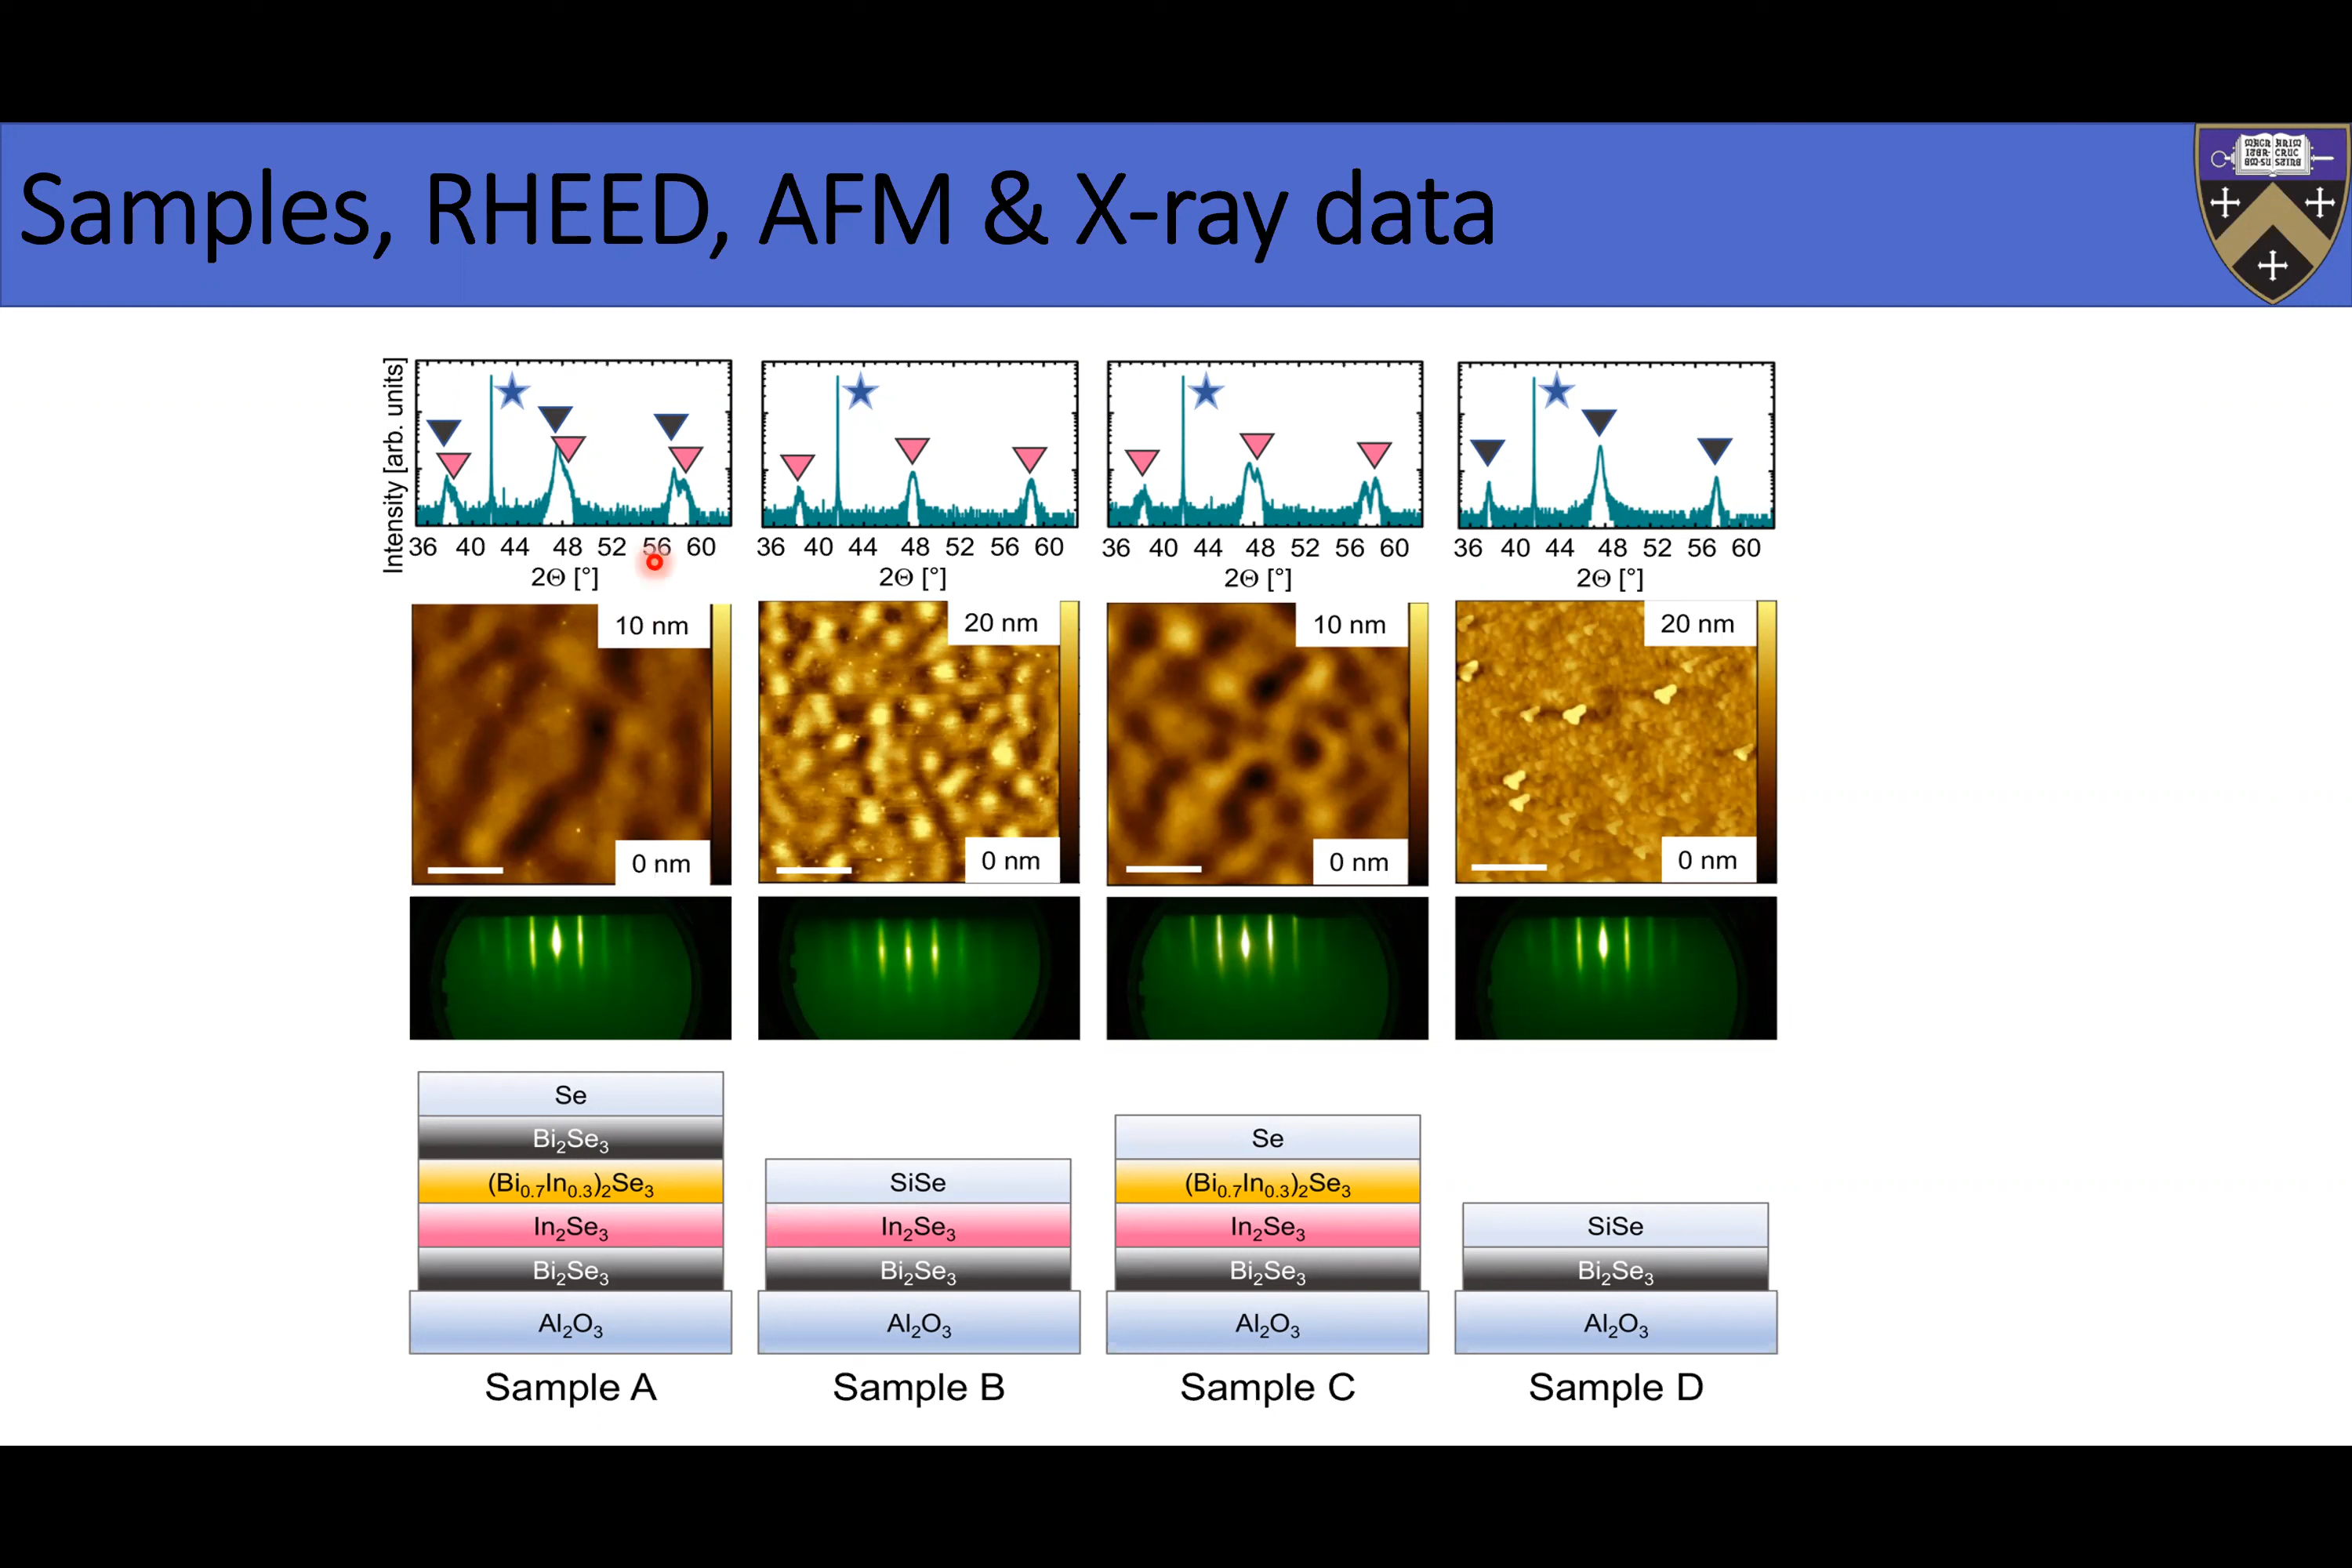 Samples, RHEED, AFM & X-ray data
Intensity [arb. units]
36 40 44 48 52 56 60
2Θ [°]
36 40 44 48 52 56 60
2Θ [°]
36 40 44 48 52 56 60
2Θ [°]
36 40 44 48 52 56 60
2Θ [°]
10 nm
0 nm
20 nm
0 nm
10 nm
0 nm
20 nm
0 nm
Se
Bi₂Se₃
(Bi₀.₇In₀.₃)₂Se₃
In₂Se₃
Bi₂Se₃
Al₂O₃
Sample A
SiSe
In₂Se₃
Bi₂Se₃
Al₂O₃
Sample B
Se
(Bi₀.₇In₀.₃)₂Se₃
In₂Se₃
Bi₂Se₃
Al₂O₃
Sample C
SiSe
Bi₂Se₃
Al₂O₃
Sample D